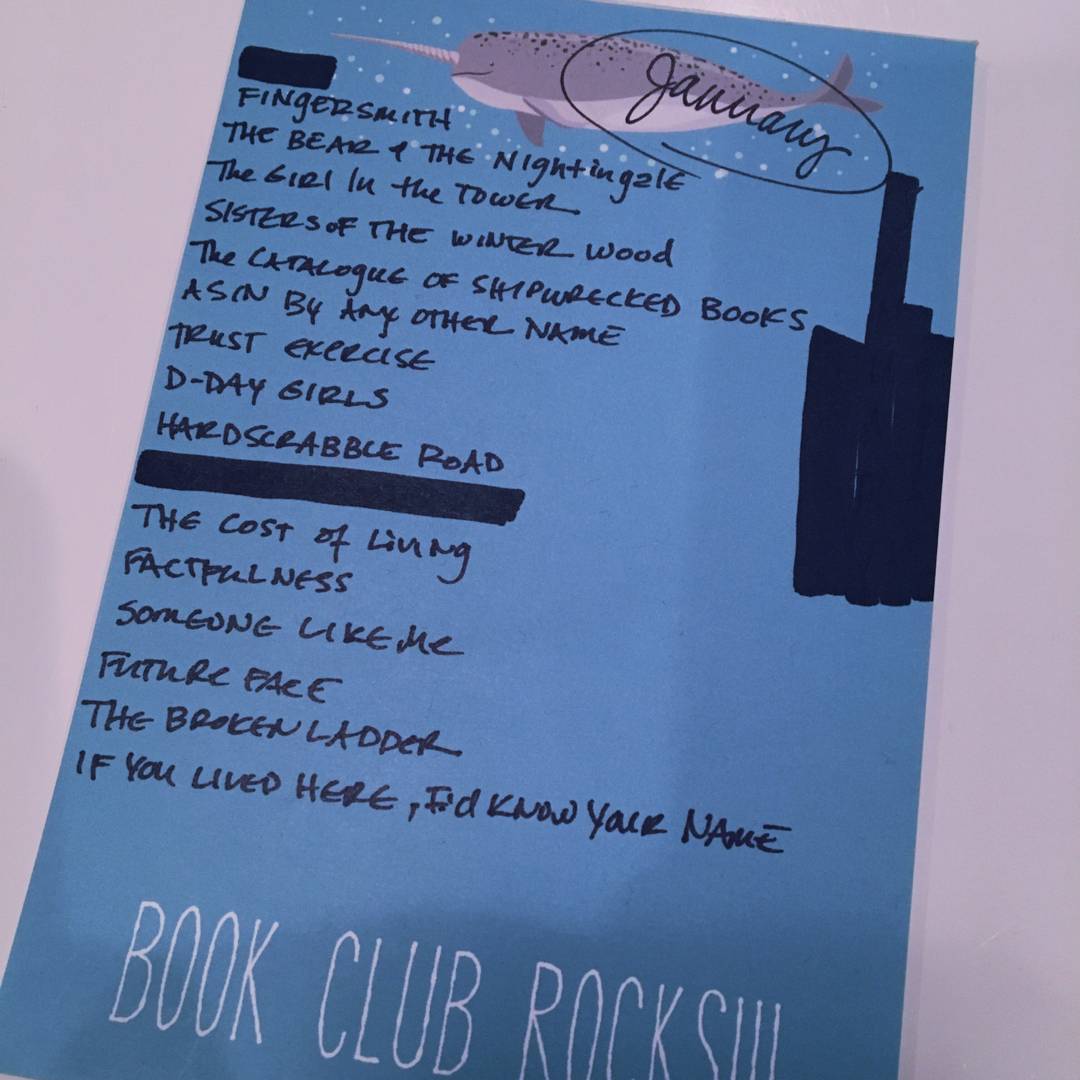 January
FINgERSMITH
THE BEAR & THE NIghtingalE
The GIRl In the TOWER
SISTERS OF THE WINTER Wood
The CATAlogUE OF SHIPWRECKED BOOKS
A SIN By Any OTHER NAME
TRUST EXERCISE
D-DAY GIRLS
HARDSCRABBLE ROAD
THE COST of Living
FACTFULNESS
SOMEONE LIKE Me
FUTURE FACE
THE BROKEN LADDER
IF YOU LIVED HERE, I'd KNOW YOUR NAME
BOOK CLUB ROCKS!!!